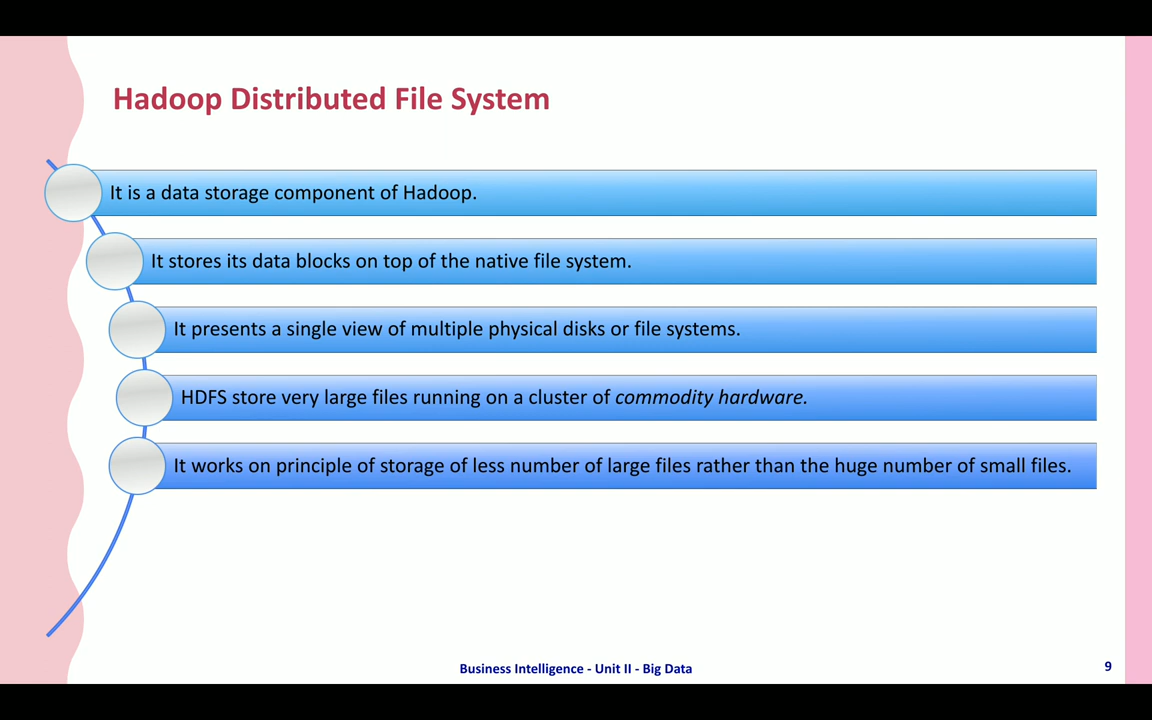 Hadoop Distributed File System
It is a data storage component of Hadoop.
It stores its data blocks on top of the native file system.
It presents a single view of multiple physical disks or file systems.
HDFS store very large files running on a cluster of commodity hardware.
It works on principle of storage of less number of large files rather than the huge number of small files.
Business Intelligence - Unit II - Big Data
9